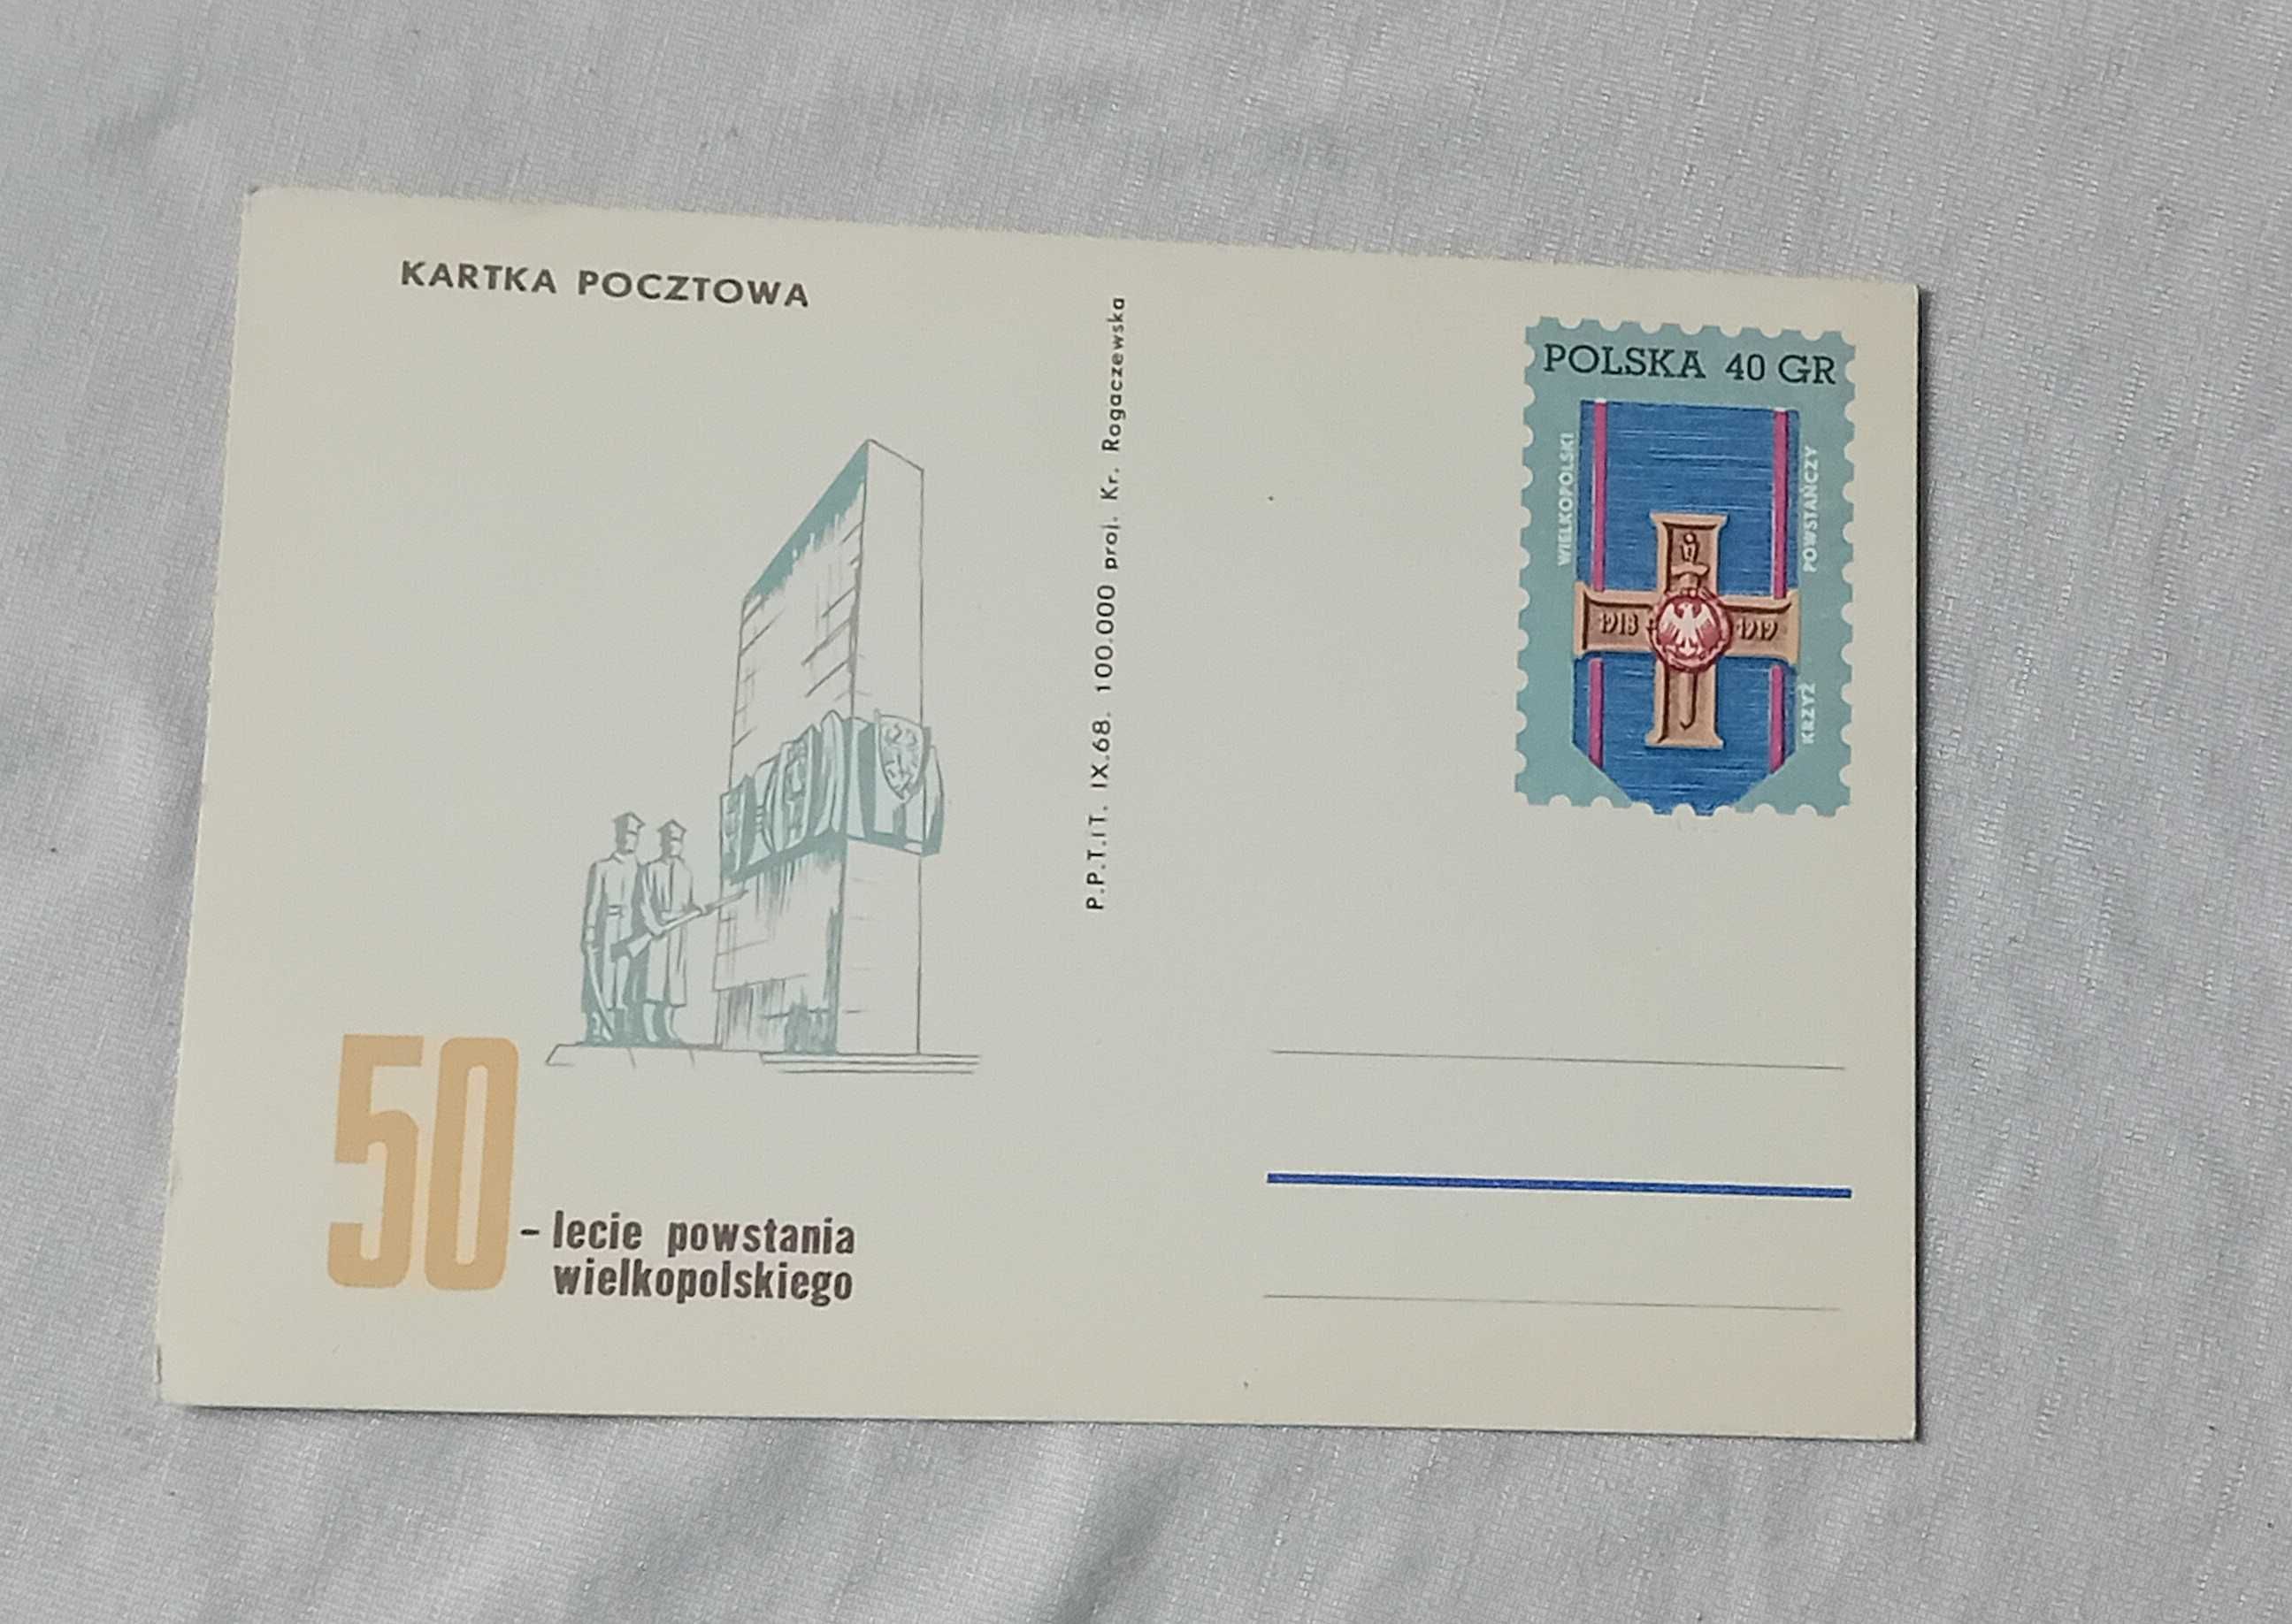 KARTKA POCZTOWA
P.P.T.iT. IX.68. 100.000 proj. Kr. Rogaczewska
POLSKA 40 GR
WIELKOPOLSKI
POWSTAŃCZY
KRZYŻ
1918 1919
50 - lecie powstania
wielkopolskiego